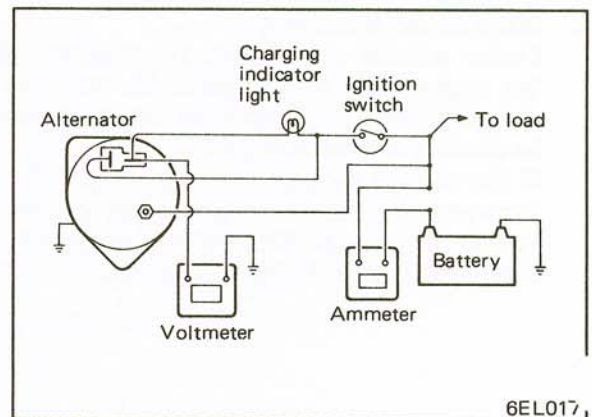 Charging
indicator
light
Ignition
switch
Alternator
To load
Battery
Voltmeter
Ammeter
6EL017